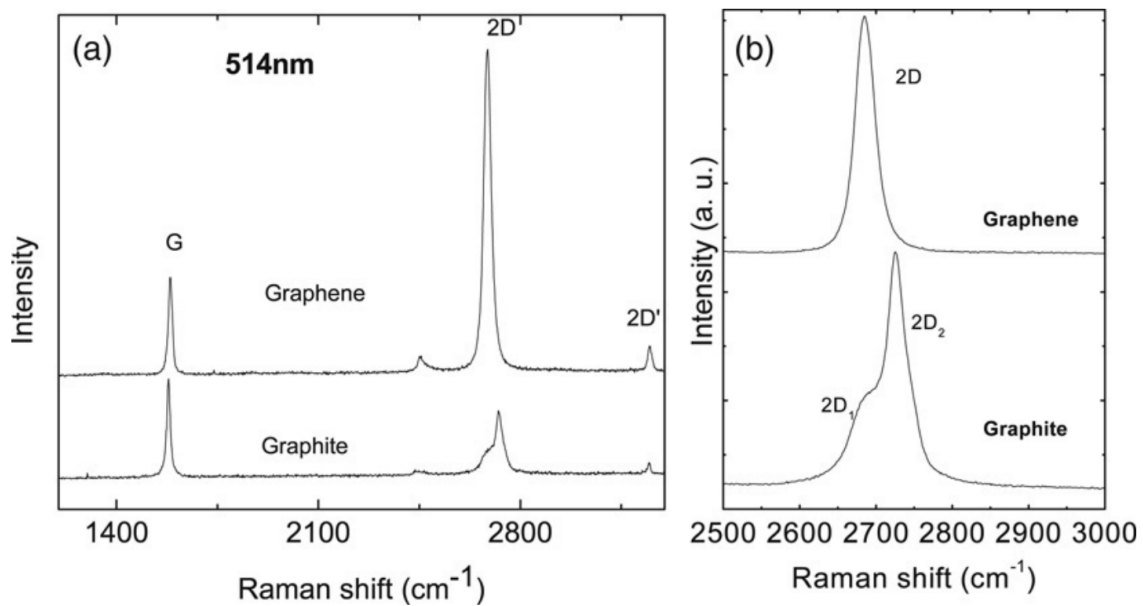 (a)
514nm
2D
G
Graphene
2D'
Graphite
Intensity
1400 2100 2800
Raman shift (cm⁻¹)
(b)
2D
Graphene
2D₂
2D₁
Graphite
Intensity (a. u.)
2500 2600 2700 2800 2900 3000
Raman shift (cm⁻¹)